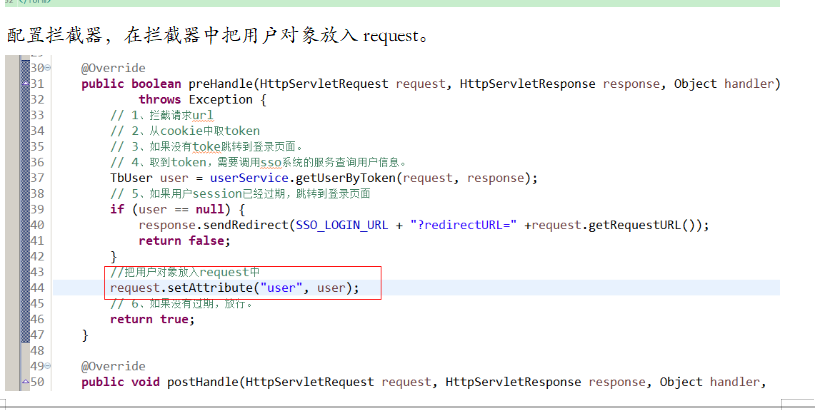 32 </form>
配置拦截器，在拦截器中把用户对象放入 request。
30 @Override
31 public boolean preHandle(HttpServletRequest request, HttpServletResponse response, Object handler)
32 throws Exception {
33 // 1、拦截请求url
34 // 2、从cookie中取token
35 // 3、如果没有toke跳转到登录页面。
36 // 4、取到token，需要调用sso系统的服务查询用户信息。
37 TbUser user = userService.getUserByToken(request, response);
38 // 5、如果用户session已经过期，跳转到登录页面
39 if (user == null) {
40 response.sendRedirect(SSO_LOGIN_URL + "?redirectURL=" +request.getRequestURL());
41 return false;
42 }
43 //把用户对象放入request中
44 request.setAttribute("user", user);
45 // 6、如果没有过期，放行。
46 return true;
47 }
48
49 @Override
50 public void postHandle(HttpServletRequest request, HttpServletResponse response, Object handler,